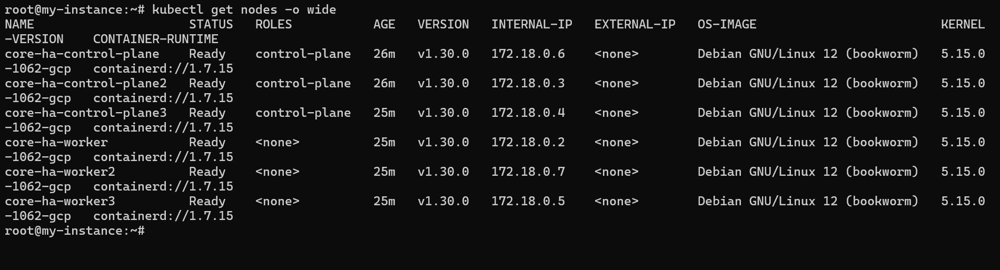 root@my-instance:~# kubectl get nodes -o wide
NAME                     STATUS   ROLES           AGE   VERSION   INTERNAL-IP   EXTERNAL-IP   OS-IMAGE                         KERNEL
-VERSION    CONTAINER-RUNTIME
core-ha-control-plane    Ready    control-plane   26m   v1.30.0   172.18.0.6    <none>        Debian GNU/Linux 12 (bookworm)   5.15.0
-1062-gcp   containerd://1.7.15
core-ha-control-plane2   Ready    control-plane   26m   v1.30.0   172.18.0.3    <none>        Debian GNU/Linux 12 (bookworm)   5.15.0
-1062-gcp   containerd://1.7.15
core-ha-control-plane3   Ready    control-plane   25m   v1.30.0   172.18.0.4    <none>        Debian GNU/Linux 12 (bookworm)   5.15.0
-1062-gcp   containerd://1.7.15
core-ha-worker           Ready    <none>          25m   v1.30.0   172.18.0.2    <none>        Debian GNU/Linux 12 (bookworm)   5.15.0
-1062-gcp   containerd://1.7.15
core-ha-worker2          Ready    <none>          25m   v1.30.0   172.18.0.7    <none>        Debian GNU/Linux 12 (bookworm)   5.15.0
-1062-gcp   containerd://1.7.15
core-ha-worker3          Ready    <none>          25m   v1.30.0   172.18.0.5    <none>        Debian GNU/Linux 12 (bookworm)   5.15.0
-1062-gcp   containerd://1.7.15
root@my-instance:~#